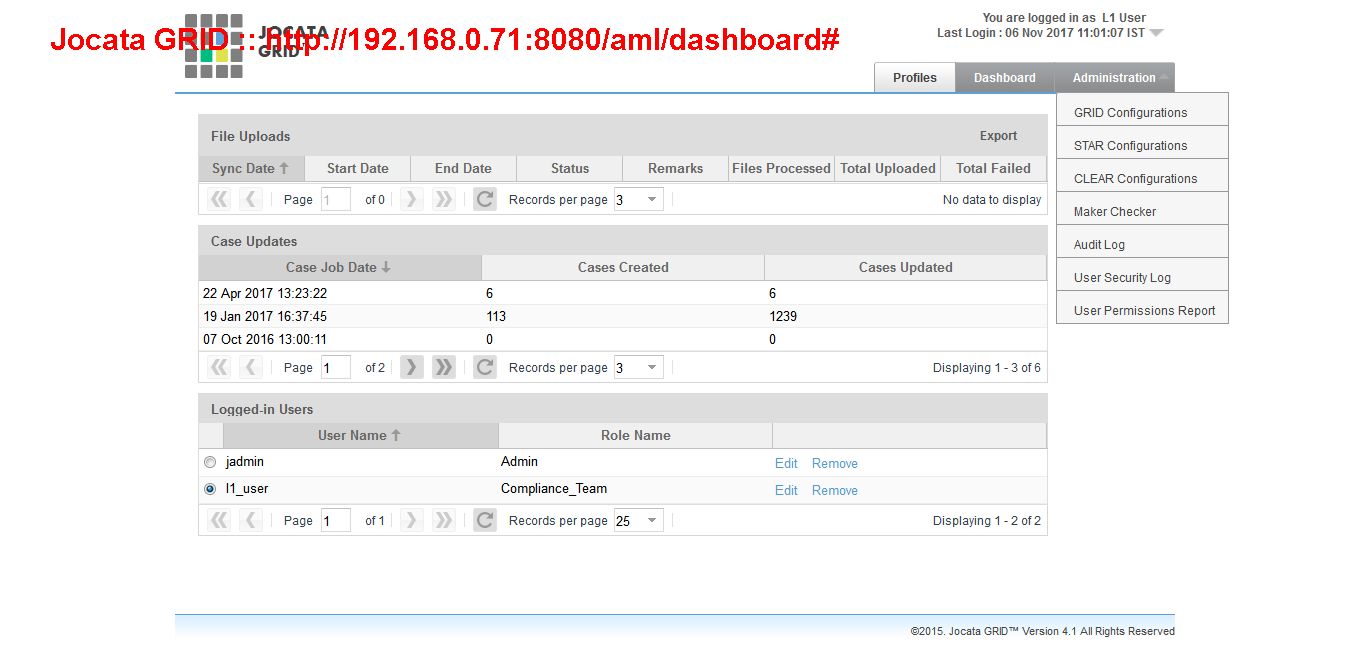 You are logged in as L1 User
Last Login : 06 Nov 2017 11:01:07 IST
Jocata GRID :: http://192.168.0.71:8080/aml/dashboard#
JOCATA
GRID™
Profiles Dashboard Administration
GRID Configurations
STAR Configurations
CLEAR Configurations
Maker Checker
Audit Log
User Security Log
User Permissions Report
File Uploads Export
Sync Date Start Date End Date Status Remarks Files Processed Total Uploaded Total Failed
Page 1 of 0 Records per page 3 No data to display
Case Updates
Case Job Date Cases Created Cases Updated
22 Apr 2017 13:23:22 6 6
19 Jan 2017 16:37:45 113 1239
07 Oct 2016 13:00:11 0 0
Page 1 of 2 Records per page 3 Displaying 1 - 3 of 6
Logged-in Users
User Name Role Name
jadmin Admin Edit Remove
l1_user Compliance_Team Edit Remove
Page 1 of 1 Records per page 25 Displaying 1 - 2 of 2
©2015. Jocata GRID™ Version 4.1 All Rights Reserved